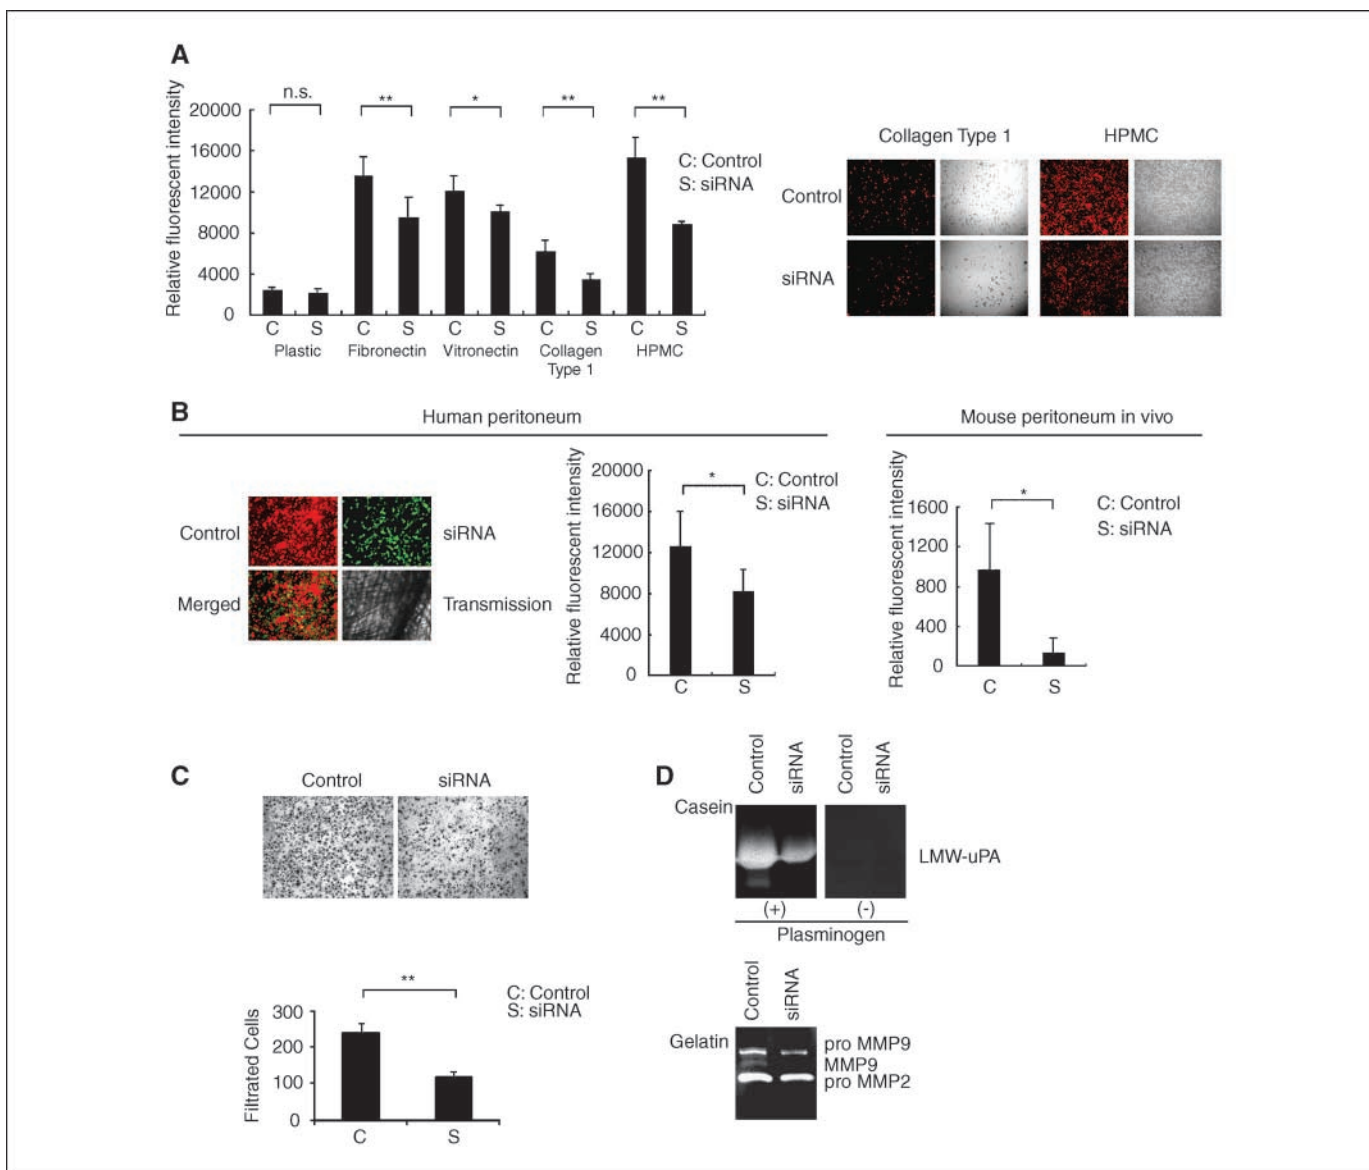 A
n.s.
**
*
**
**
20000
16000
12000
8000
4000
0
Relative fluorescent intensity
C: Control
S: siRNA
C S C S C S C S C S
Plastic Fibronectin Vitronectin Collagen Type 1 HPMC
Collagen Type 1 HPMC
Control
siRNA
B
Human peritoneum
Control
siRNA
Merged
Transmission
Relative fluorescent intensity
20000
16000
12000
8000
4000
0
*
C: Control
S: siRNA
C S
Mouse peritoneum in vivo
Relative fluorescent intensity
1600
1200
800
400
0
*
C: Control
S: siRNA
C S
C
Control siRNA
**
C: Control
S: siRNA
Filtrated Cells
300
200
100
0
C S
D
Control siRNA Control siRNA
Casein
LMW-uPA
(+) (-)
Plasminogen
Control siRNA
Gelatin
pro MMP9
MMP9
pro MMP2